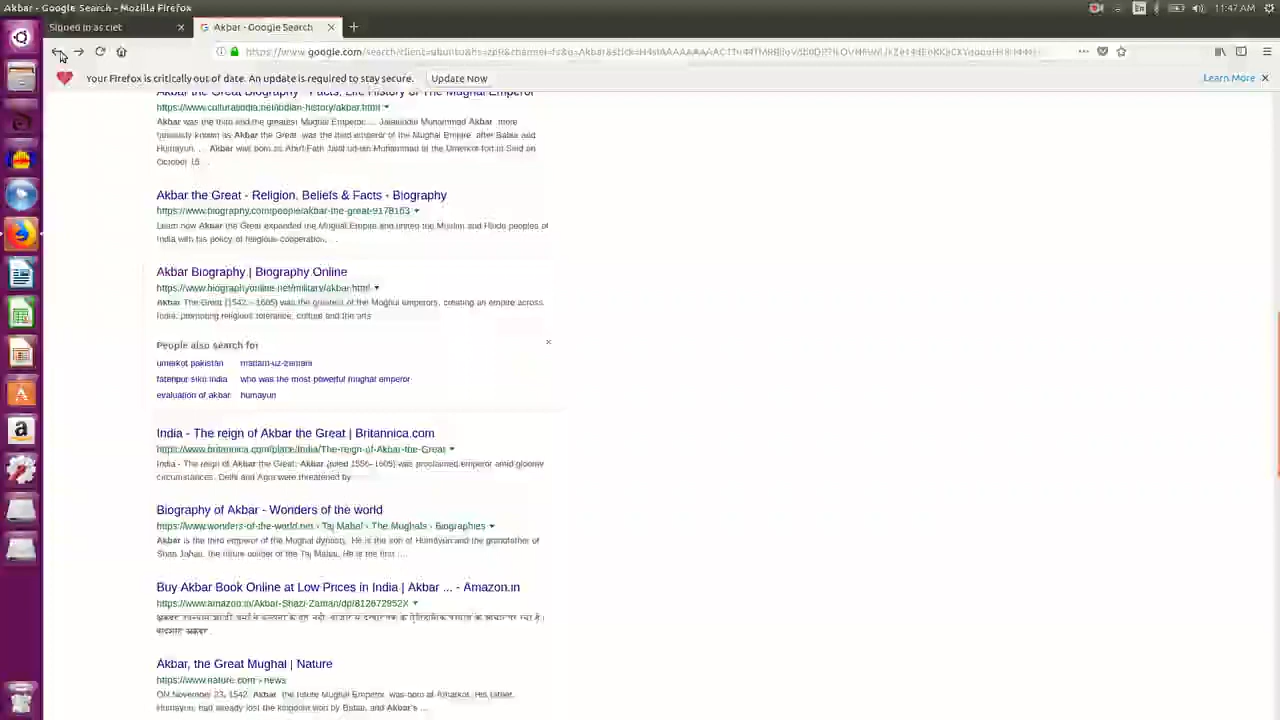 Akbar - Google Search - Mozilla Firefox
En
11:12 AM
Signed in as ciet
Akbar - Google Search
Your Firefox is critically out of date. An update is required to stay secure.
Update Now
Learn More
Akbar the Great Biography - Facts, Life History of The Mughal Emperor
https://www.culturalindia.net/indian-history/akbar.html
Akbar was the third and the greatest Mughal Emperor. ... Jalaluddin Muhammad Akbar more
famously known as Akbar the Great was the third emperor of the Mughal Empire, after Babar and
Humayun. ... Akbar was born as Abu'l-Fath Jalal ud-din Muhammad at the Umerkot fort in Sind on
October 15 ...
Akbar the Great - Religion, Beliefs & Facts - Biography
https://www.biography.com/people/akbar-the-great-9178163
Learn how Akbar the Great expanded the Mughal Empire and unified the Muslim and Hindu peoples of
India with his policy of religious cooperation, ...
Akbar Biography | Biography Online
https://www.biographyonline.net/military/akbar.html
Akbar The Great (1542 – 1605) was the greatest of the Moghul emperors, creating an empire across
India, promoting religious tolerance, culture and the arts
People also search for
umerkot pakistan mariam-uz-zamani
fatehpur sikri india who was the most powerful mughal emperor
evaluation of akbar humayun
India - The reign of Akbar the Great | Britannica.com
https://www.britannica.com/place/India/The-reign-of-Akbar-the-Great
India - The reign of Akbar the Great: Akbar (ruled 1556–1605) was proclaimed emperor amid gloomy
circumstances. Delhi and Agra were threatened by
Biography of Akbar - Wonders of the world
https://www.wonders-of-the-world.net › Taj Mahal › The Mughals › Biographies
Akbar is the third emperor of the Mughal dynasty. He is the son of Humayun and the grandfather of
Shah Jahan, the future builder of the Taj Mahal. He is the first ...
Buy Akbar Book Online at Low Prices in India | Akbar ... - Amazon.in
https://www.amazon.in/Akbar-Shazi-Zaman/dp/812672952X
Akbar, the Great Mughal | Nature
https://www.nature.com › news
ON November 23, 1542, Akbar, the future Mughal Emperor, was born at Amarkot. His father,
Humayun, had already lost the kingdom won by Babar, and Akbar's ...